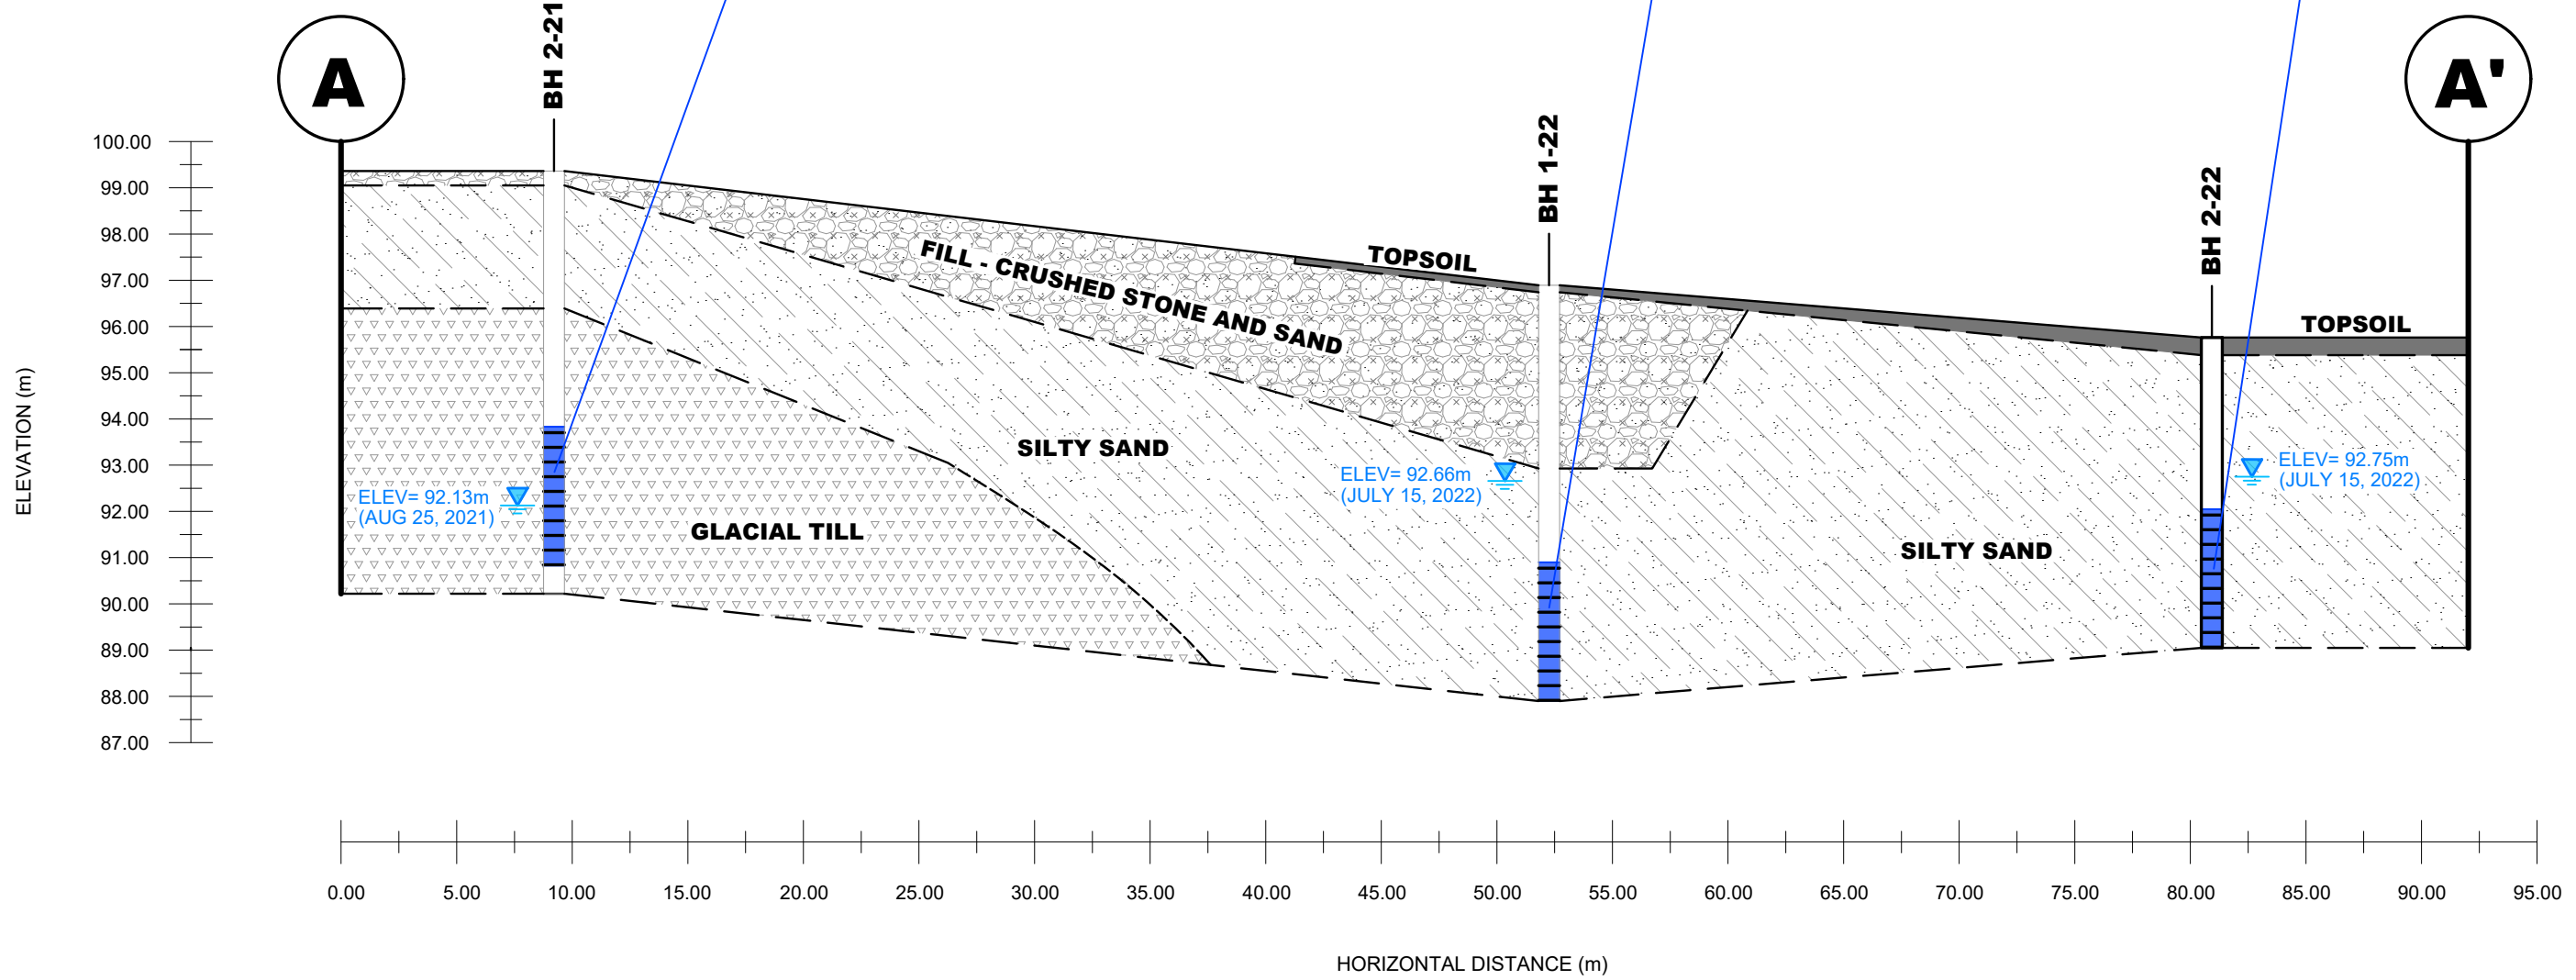 A
BH 2-21
BH 1-22
BH 2-22
A'
100.00
99.00
98.00
97.00
96.00
95.00
94.00
93.00
92.00
91.00
90.00
89.00
88.00
87.00
ELEVATION (m)
TOPSOIL
FILL - CRUSHED STONE AND SAND
TOPSOIL
SILTY SAND
ELEV= 92.13m
(AUG 25, 2021)
GLACIAL TILL
ELEV= 92.66m
(JULY 15, 2022)
SILTY SAND
ELEV= 92.75m
(JULY 15, 2022)
0.00 5.00 10.00 15.00 20.00 25.00 30.00 35.00 40.00 45.00 50.00 55.00 60.00 65.00 70.00 75.00 80.00 85.00 90.00 95.00
HORIZONTAL DISTANCE (m)